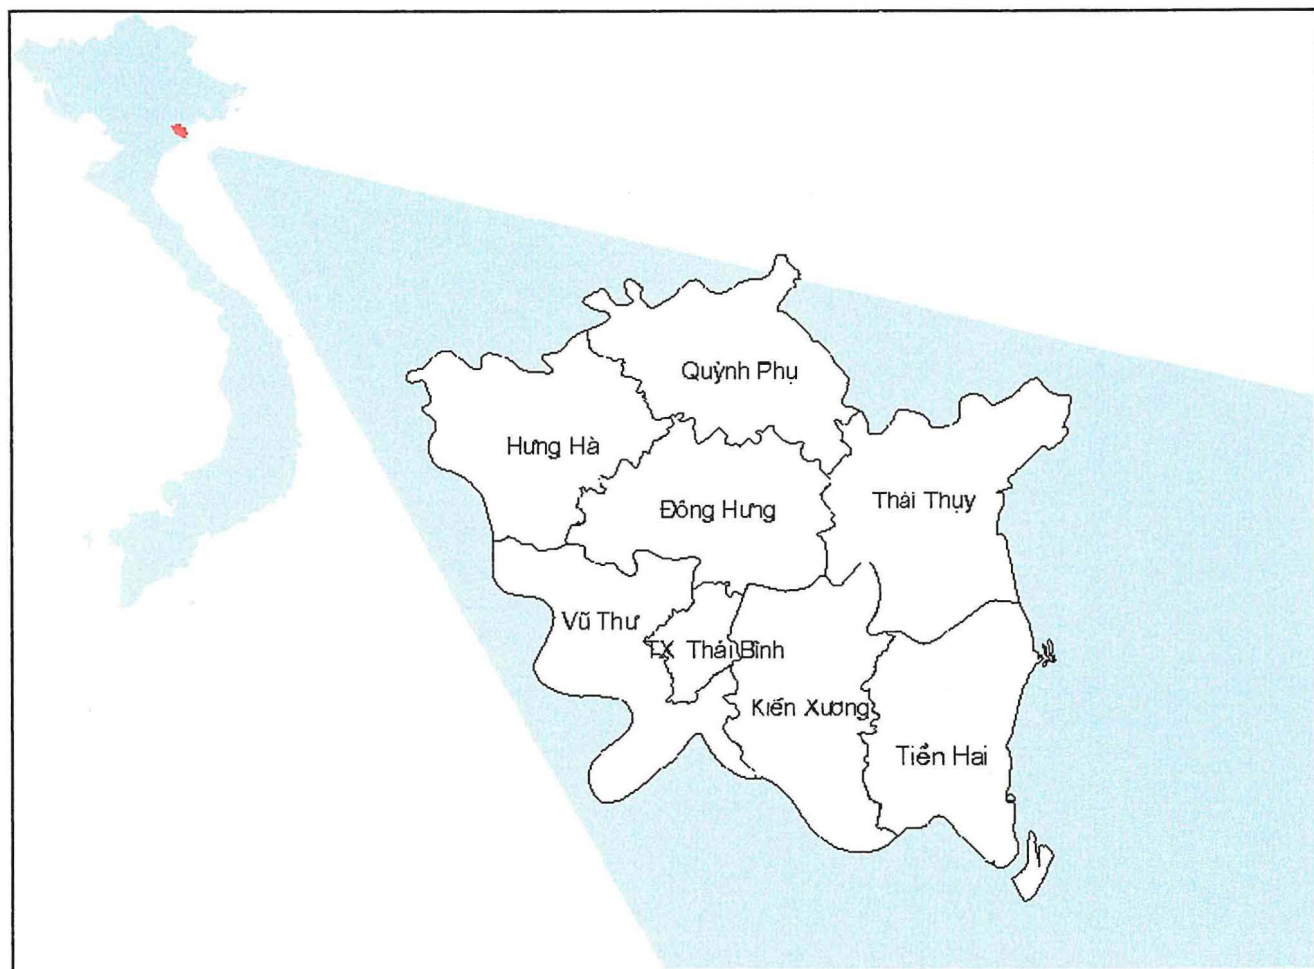 Quỳnh Phụ
Hưng Hà
Thái Thụy
Đông Hưng
Vũ Thư
TX Thái Bình
Kiến Xương
Tiền Hai